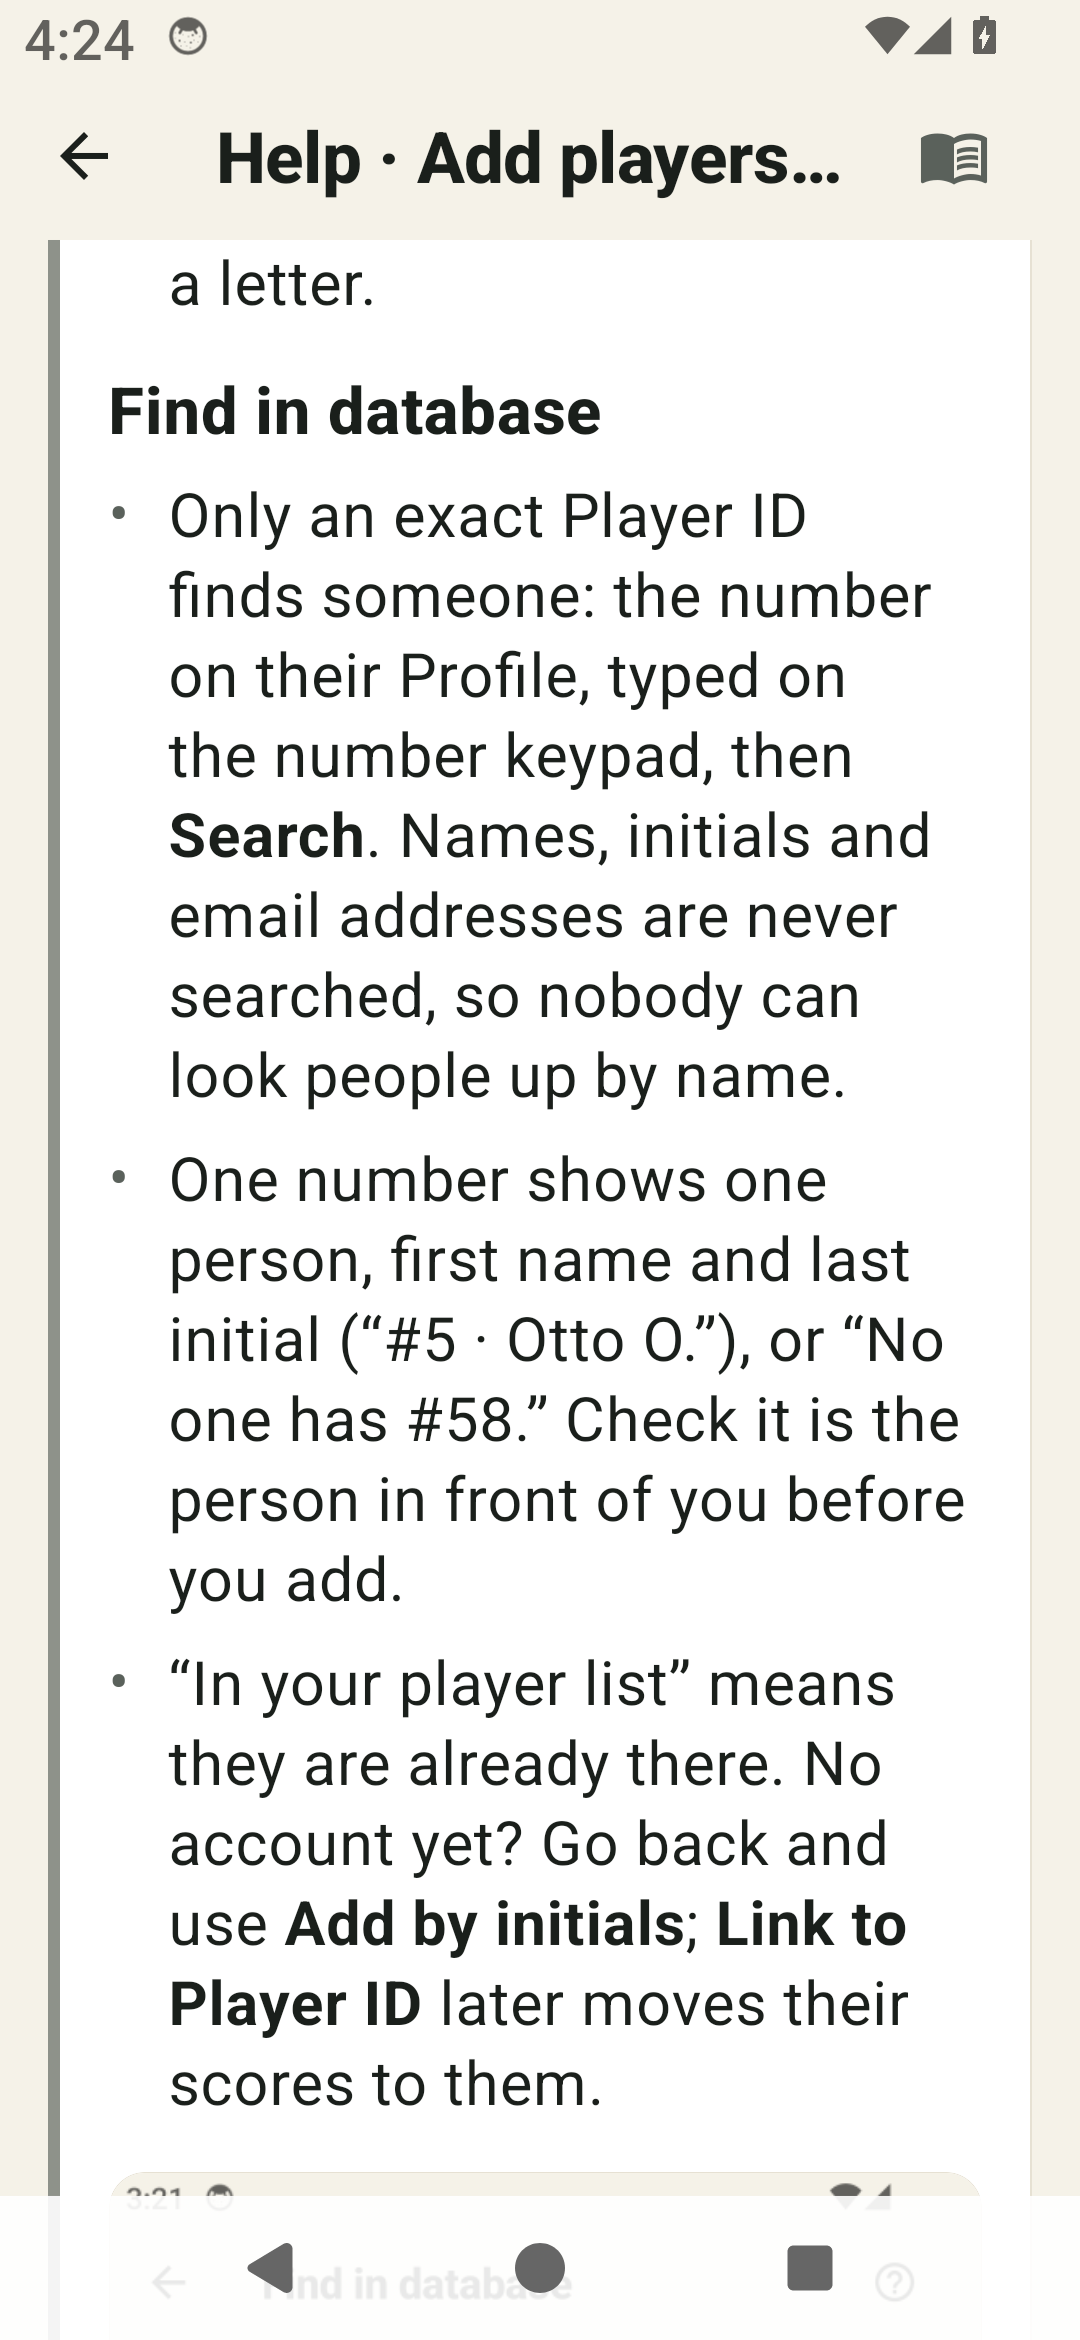 4:24
Help · Add players...
a letter.
Find in database
• Only an exact Player ID
finds someone: the number
on their Profile, typed on
the number keypad, then
Search. Names, initials and
email addresses are never
searched, so nobody can
look people up by name.
• One number shows one
person, first name and last
initial (“#5 · Otto O.”), or “No
one has #58.” Check it is the
person in front of you before
you add.
• “In your player list” means
they are already there. No
account yet? Go back and
use Add by initials; Link to
Player ID later moves their
scores to them.
3:21
Find in database